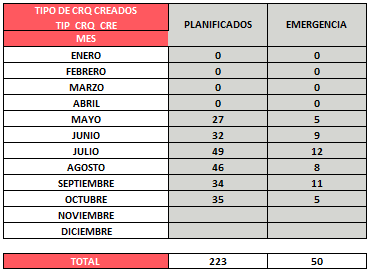 TIPO DE CRQ CREADOS
TIP_CRQ_CRE PLANIFICADOS EMERGENCIA
MES
ENERO 0 0
FEBRERO 0 0
MARZO 0 0
ABRIL 0 0
MAYO 27 5
JUNIO 32 9
JULIO 49 12
AGOSTO 46 8
SEPTIEMBRE 34 11
OCTUBRE 35 5
NOVIEMBRE
DICIEMBRE
TOTAL 223 50